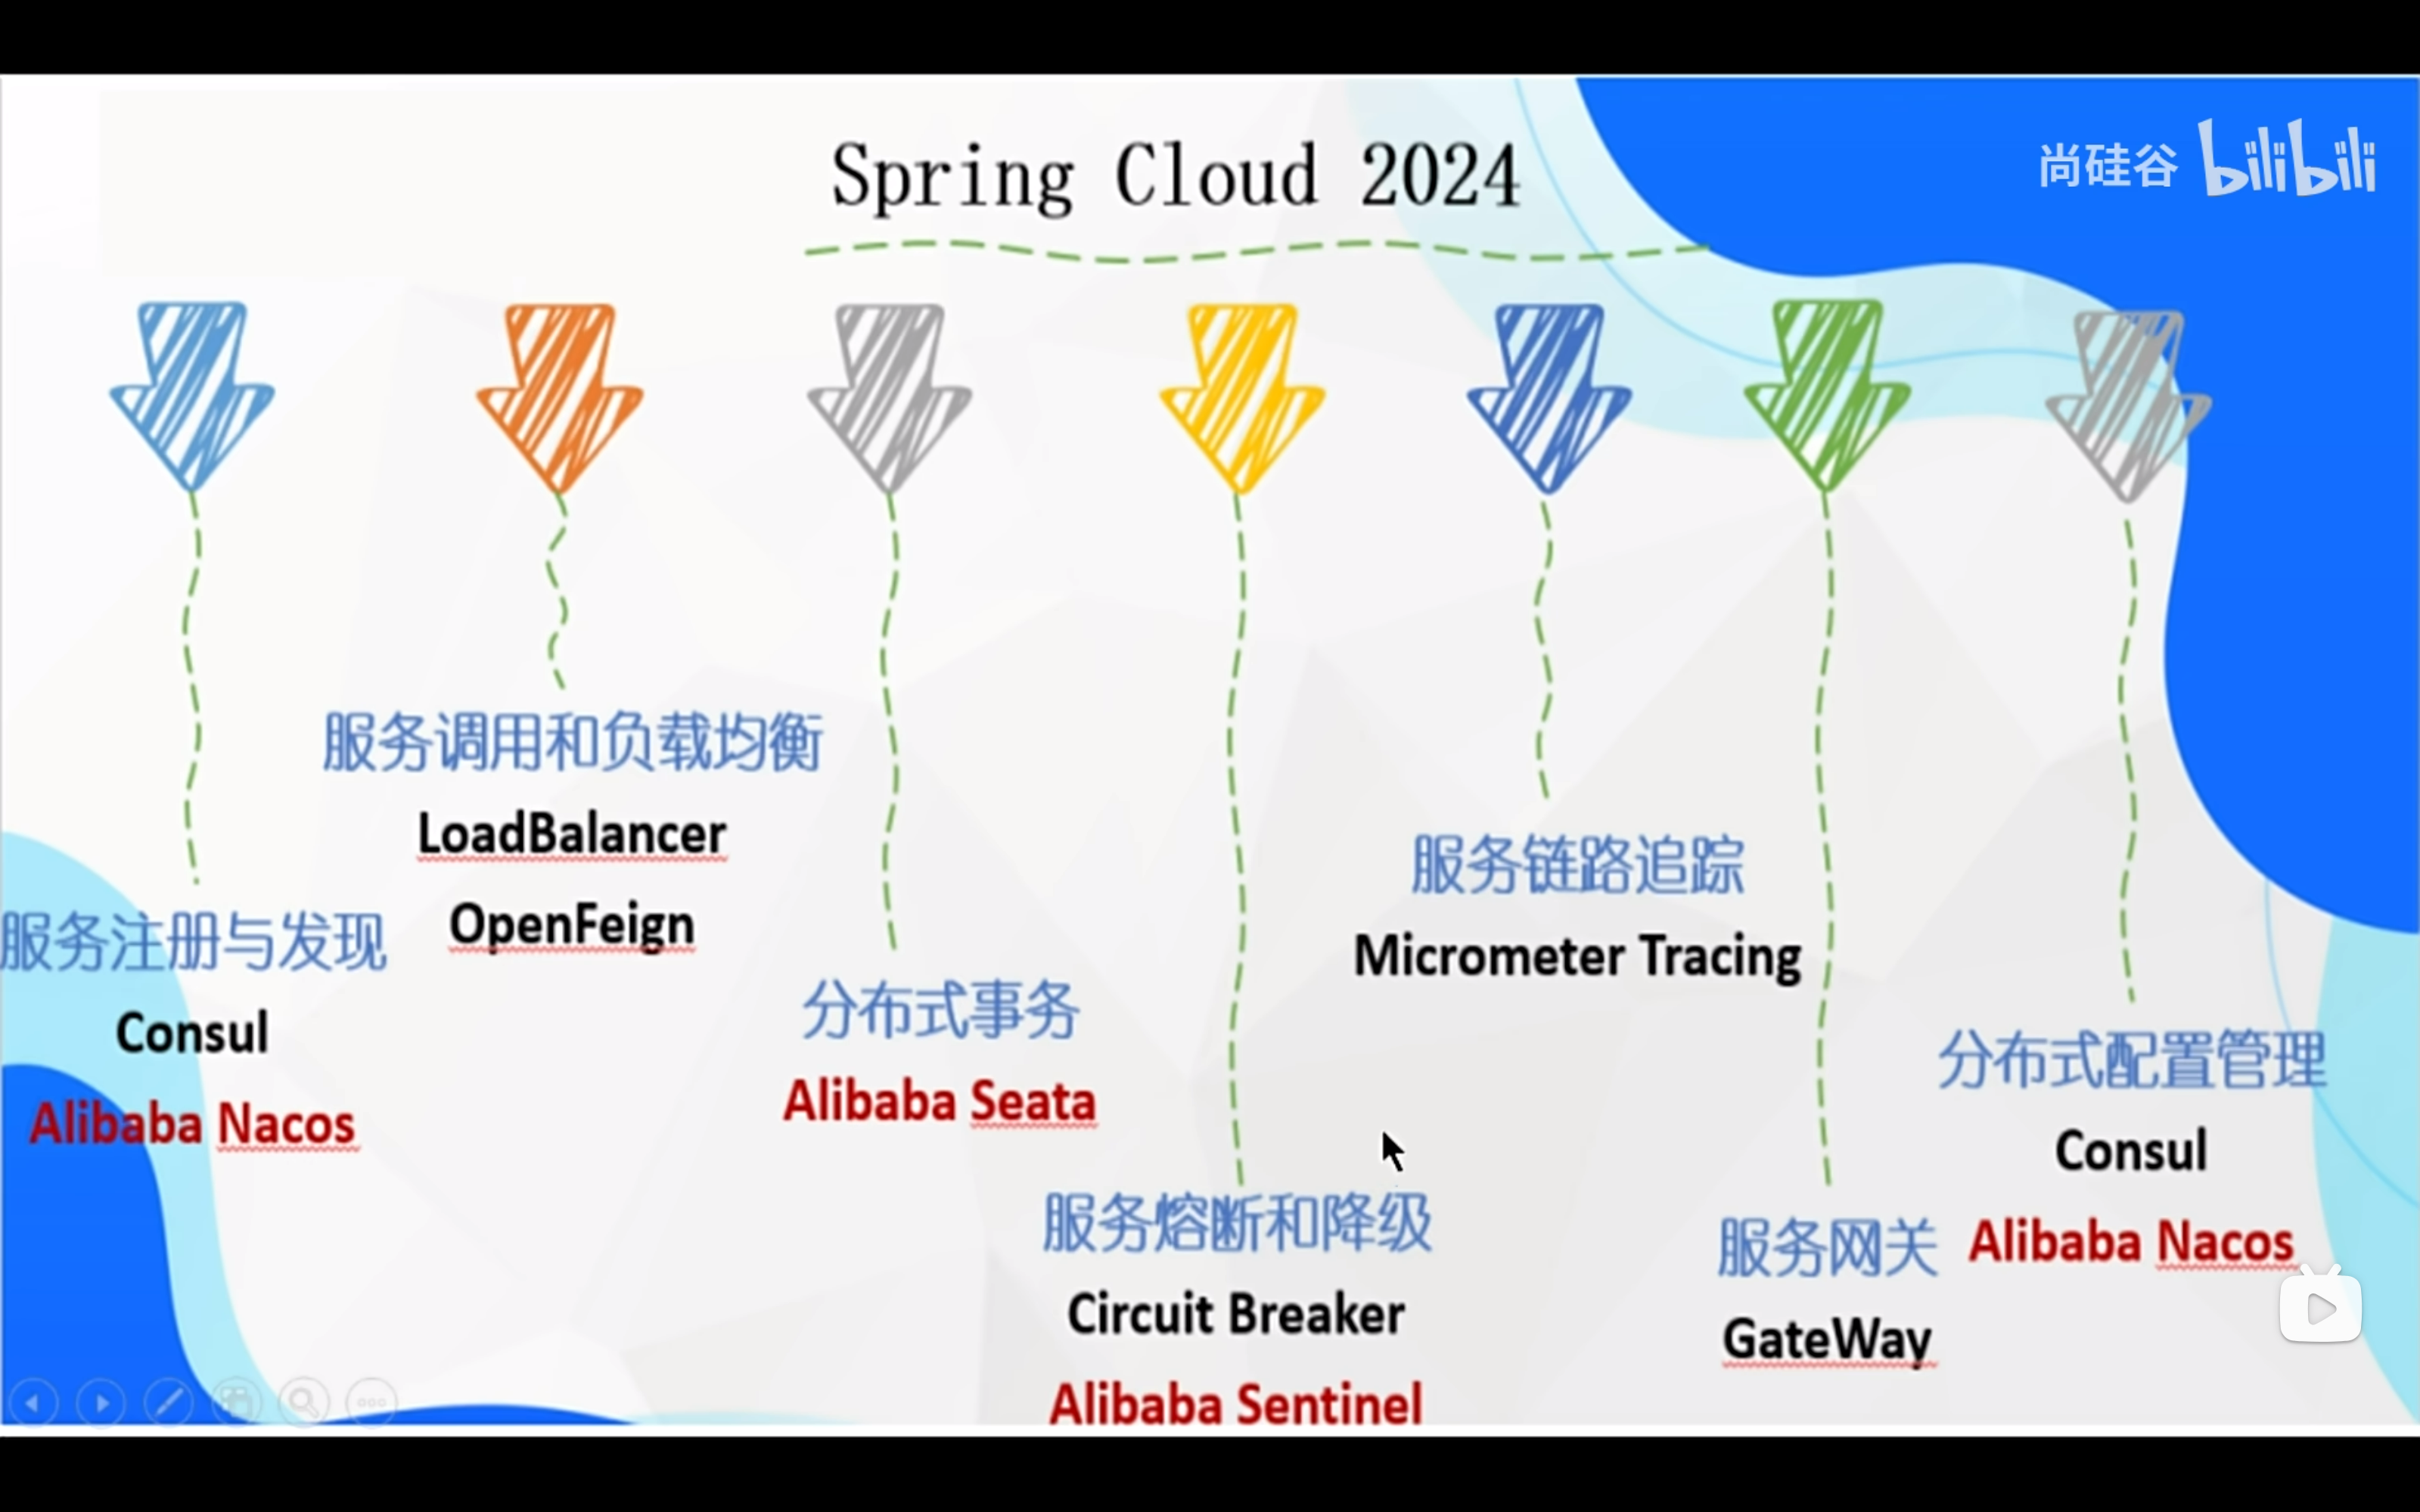 Spring Cloud 2024
尚硅谷 bilibili
服务注册与发现
Consul
Alibaba Nacos
服务调用和负载均衡
LoadBalancer
OpenFeign
分布式事务
Alibaba Seata
服务熔断和降级
Circuit Breaker
Alibaba Sentinel
服务链路追踪
Micrometer Tracing
服务网关
GateWay
分布式配置管理
Consul
Alibaba Nacos